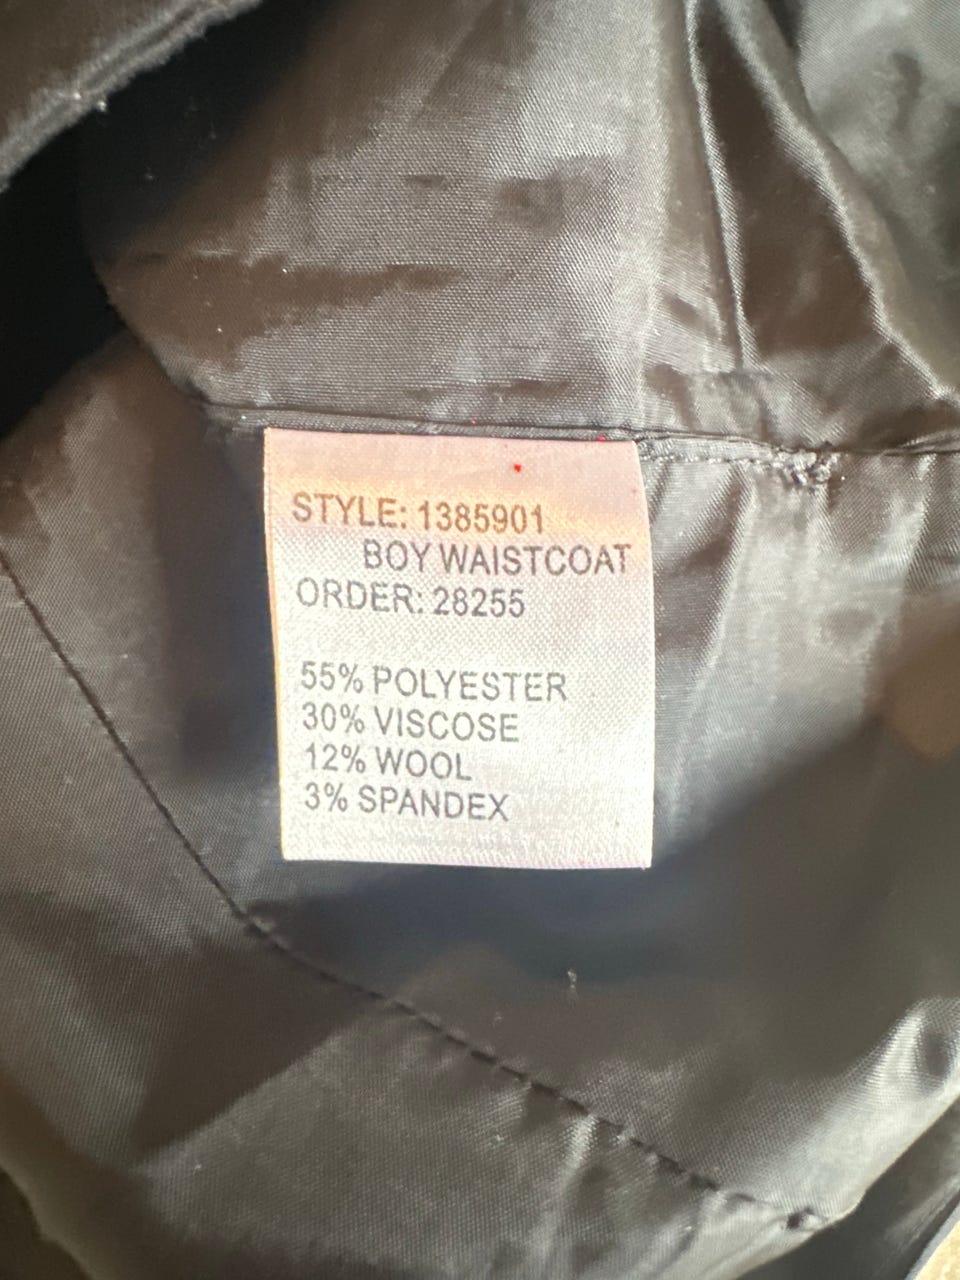 STYLE: 1385901
BOY WAISTCOAT
ORDER: 28255
55% POLYESTER
30% VISCOSE
12% WOOL
3% SPANDEX